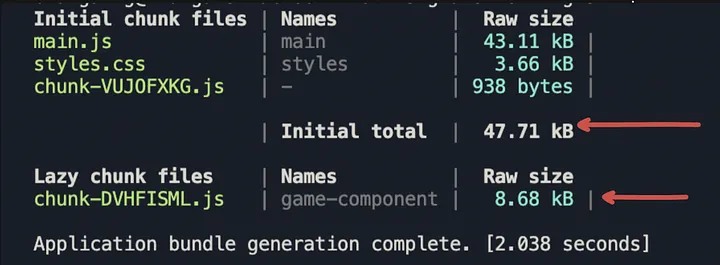 Initial chunk files | Names | Raw size
main.js | main | 43.11 kB |
styles.css | styles | 3.66 kB |
chunk-VUJOFXKG.js | - | 938 bytes |
| Initial total | 47.71 kB
Lazy chunk files | Names | Raw size
chunk-DVHFISML.js | game-component | 8.68 kB |
Application bundle generation complete. [2.038 seconds]